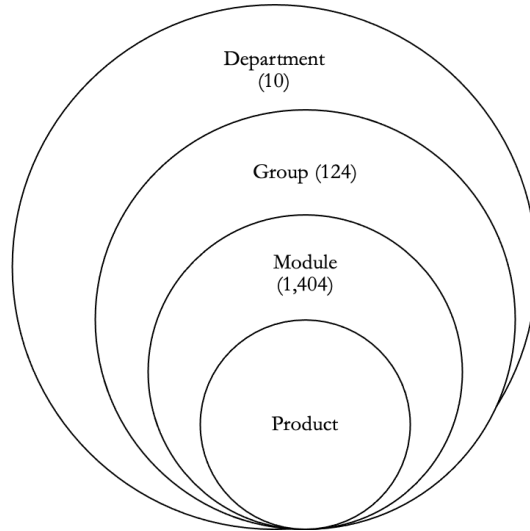 Department
(10)
Group (124)
Module
(1,404)
Product